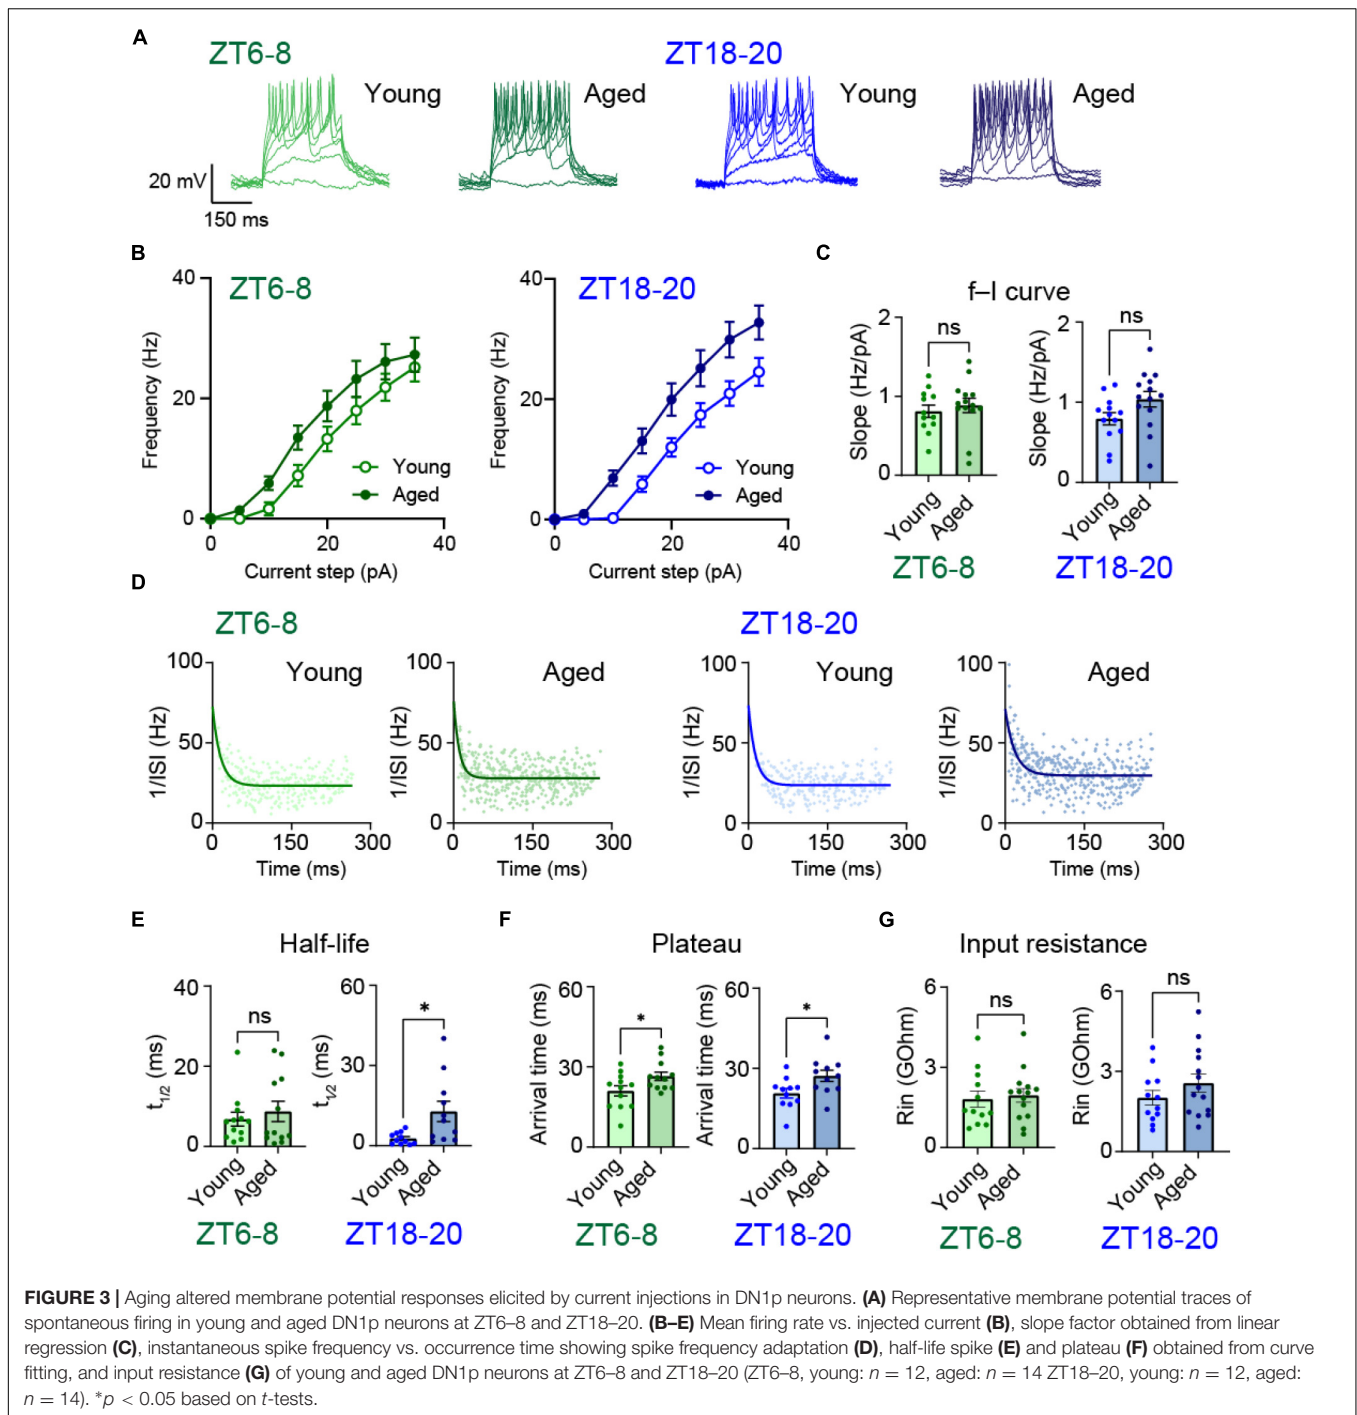 A
ZT6-8
ZT18-20
Young
Aged
Young
Aged
20 mV
150 ms
B
C
40
ZT6-8
Frequency (Hz)
20
0
0
20
40
Young
Aged
Current step (pA)
40
ZT18-20
Frequency (Hz)
20
0
0
20
40
Young
Aged
Current step (pA)
f–I curve
2
ns
Slope (Hz/pA)
1
0
Young
Aged
ZT6-8
2
ns
Slope (Hz/pA)
1
0
Young
Aged
ZT18-20
D
ZT6-8
ZT18-20
100
Young
1/ISI (Hz)
50
0
0
150
300
Time (ms)
100
Aged
1/ISI (Hz)
50
0
0
150
300
Time (ms)
100
Young
1/ISI (Hz)
50
0
0
150
300
Time (ms)
100
Aged
1/ISI (Hz)
50
0
0
150
300
Time (ms)
E
Half-life
40
ns
t1/2 (ms)
20
0
Young
Aged
ZT6-8
60
*
t1/2 (ms)
30
0
Young
Aged
ZT18-20
F
Plateau
60
*
Arrival time (ms)
30
0
Young
Aged
ZT6-8
60
*
Arrival time (ms)
30
0
Young
Aged
ZT18-20
G
Input resistance
6
ns
Rin (GOhm)
3
0
Young
Aged
ZT6-8
6
ns
Rin (GOhm)
3
0
Young
Aged
ZT18-20
FIGURE 3 | Aging altered membrane potential responses elicited by current injections in DN1p neurons. (A) Representative membrane potential traces of
spontaneous firing in young and aged DN1p neurons at ZT6–8 and ZT18–20. (B–E) Mean firing rate vs. injected current (B), slope factor obtained from linear
regression (C), instantaneous spike frequency vs. occurrence time showing spike frequency adaptation (D), half-life spike (E) and plateau (F) obtained from curve
fitting, and input resistance (G) of young and aged DN1p neurons at ZT6–8 and ZT18–20 (ZT6–8, young: n = 12, aged: n = 14 ZT18–20, young: n = 12, aged:
n = 14). *p < 0.05 based on t-tests.